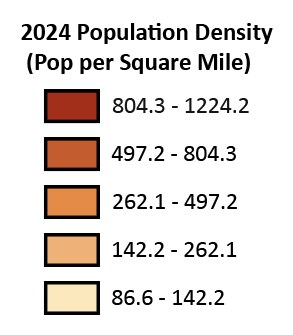 2024 Population Density
(Pop per Square Mile)
804.3 - 1224.2
497.2 - 804.3
262.1 - 497.2
142.2 - 262.1
86.6 - 142.2